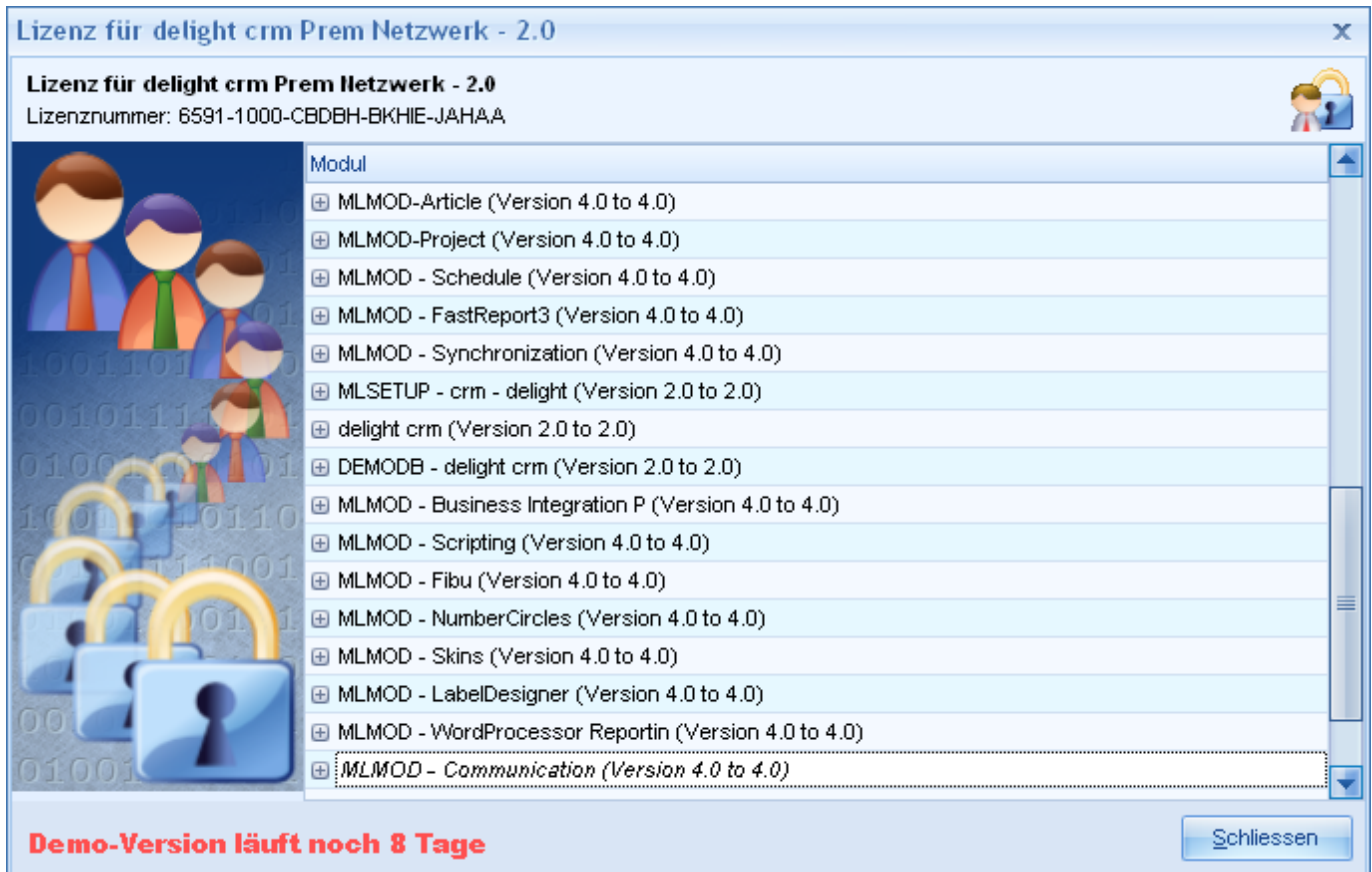 Lizenz für delight crm Prem Netzwerk - 2.0
Lizenz für delight crm Prem Netzwerk - 2.0
Lizenznummer: 6591-1000-CBDBH-BKHIE-JAHAA
Modul
MLMOD-Article (Version 4.0 to 4.0)
MLMOD-Project (Version 4.0 to 4.0)
MLMOD - Schedule (Version 4.0 to 4.0)
MLMOD - FastReport3 (Version 4.0 to 4.0)
MLMOD - Synchronization (Version 4.0 to 4.0)
MLSETUP - crm - delight (Version 2.0 to 2.0)
delight crm (Version 2.0 to 2.0)
DEMODB - delight crm (Version 2.0 to 2.0)
MLMOD - Business Integration P (Version 4.0 to 4.0)
MLMOD - Scripting (Version 4.0 to 4.0)
MLMOD - Fibu (Version 4.0 to 4.0)
MLMOD - NumberCircles (Version 4.0 to 4.0)
MLMOD - Skins (Version 4.0 to 4.0)
MLMOD - LabelDesigner (Version 4.0 to 4.0)
MLMOD - WordProcessor Reportin (Version 4.0 to 4.0)
MLMOD - Communication (Version 4.0 to 4.0)
Demo-Version läuft noch 8 Tage
Schliessen